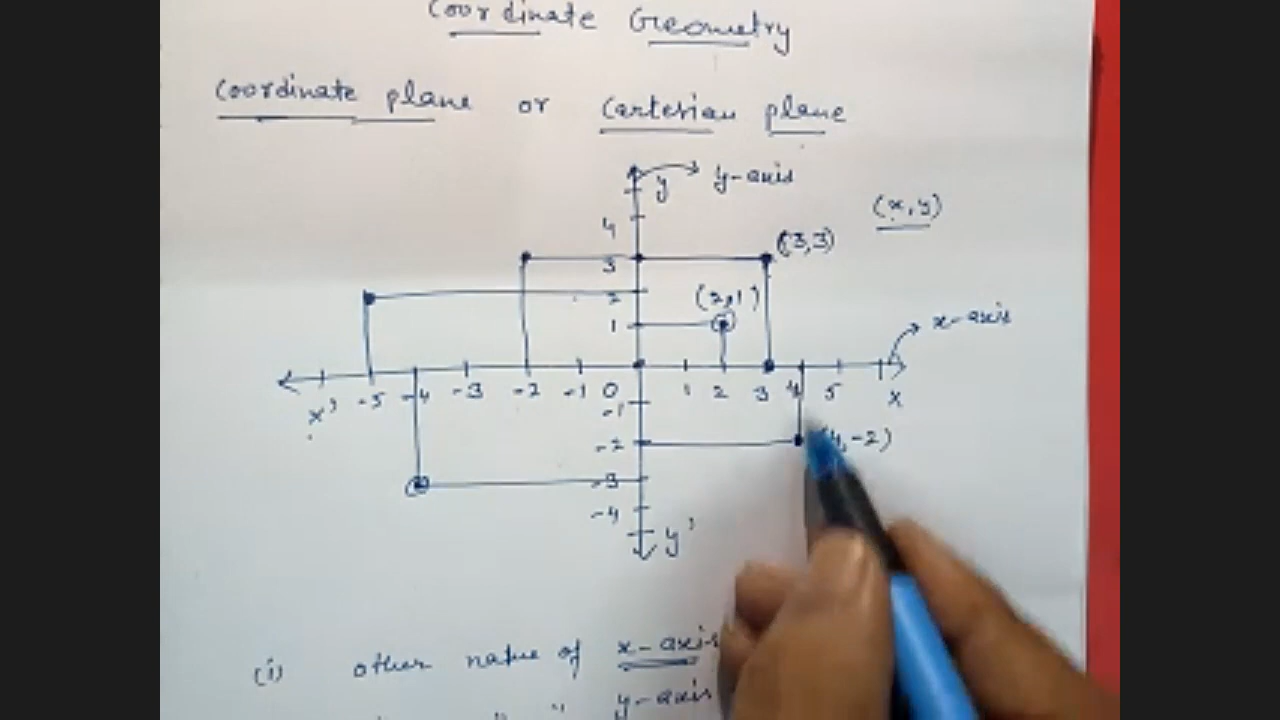 Coordinate Geometry
Coordinate plane or Cartesian plane
y y-axis
(x,y)
4
(3,3)
3
2 (2,1)
1
x-axis
x' -5 -4 -3 -2 -1 0 1 2 3 4 5 x
-1
-2 (4,-2)
-3
-4
y'
(i) other name of x-axis
y-axis